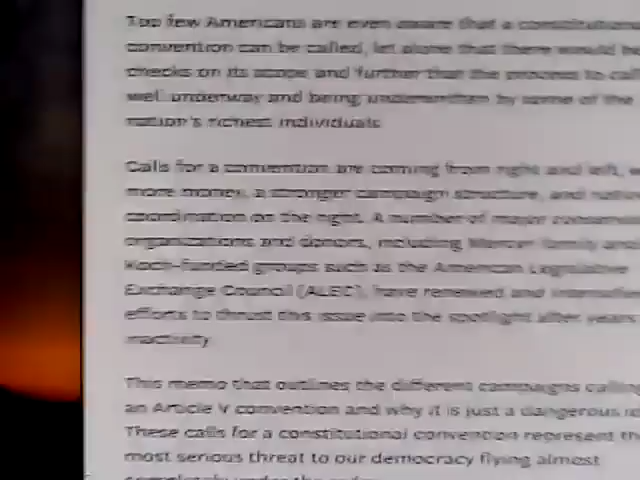 Too few Americans are even aware that a constitutional
convention can be called, let alone that there would be
checks on its scope and further that the process to call
well underway and being underwritten by some of the
nation's richest individuals.
Calls for a convention are coming from right and left,
more money, a stronger campaign structure, and
coordination on the right. A number of major
organizations and donors, including Mercer family and
Koch-funded groups such as the American Legislative
Exchange Council (ALEC), have renewed and
efforts to thrust this issue into the spotlight after years
inactivity.
This memo that outlines the different campaigns calling
an Article V convention and why it is just a dangerous
These calls for a constitutional convention represent the
most serious threat to our democracy flying almost
completely under the radar.